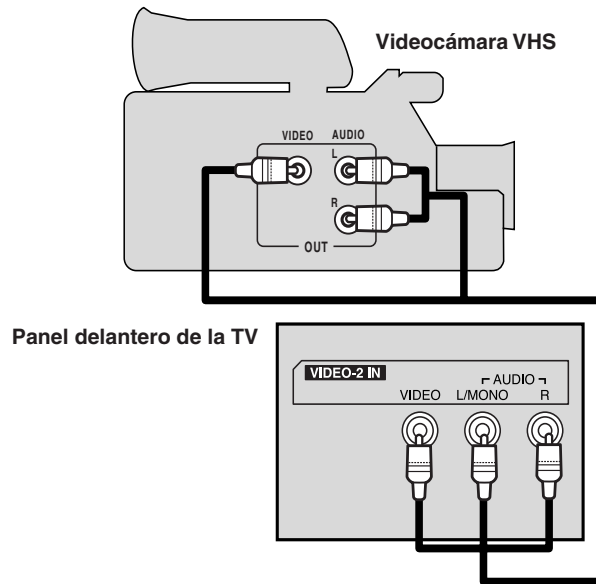 Videocámara VHS
VIDEO AUDIO
L
R
OUT
Panel delantero de la TV
VIDEO-2 IN
AUDIO
VIDEO L/MONO R